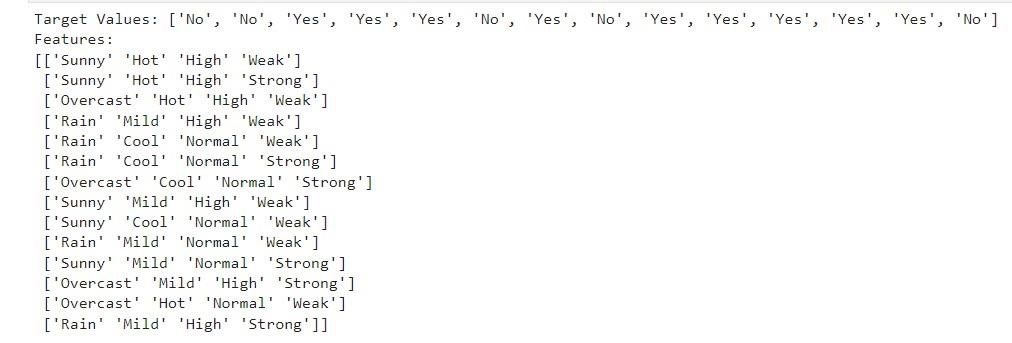 Target Values: ['No', 'No', 'Yes', 'Yes', 'Yes', 'No', 'Yes', 'No', 'Yes', 'Yes', 'Yes', 'Yes', 'Yes', 'No']
Features:
[['Sunny' 'Hot' 'High' 'Weak']
['Sunny' 'Hot' 'High' 'Strong']
['Overcast' 'Hot' 'High' 'Weak']
['Rain' 'Mild' 'High' 'Weak']
['Rain' 'Cool' 'Normal' 'Weak']
['Rain' 'Cool' 'Normal' 'Strong']
['Overcast' 'Cool' 'Normal' 'Strong']
['Sunny' 'Mild' 'High' 'Weak']
['Sunny' 'Cool' 'Normal' 'Weak']
['Rain' 'Mild' 'Normal' 'Weak']
['Sunny' 'Mild' 'Normal' 'Strong']
['Overcast' 'Mild' 'High' 'Strong']
['Overcast' 'Hot' 'Normal' 'Weak']
['Rain' 'Mild' 'High' 'Strong']]